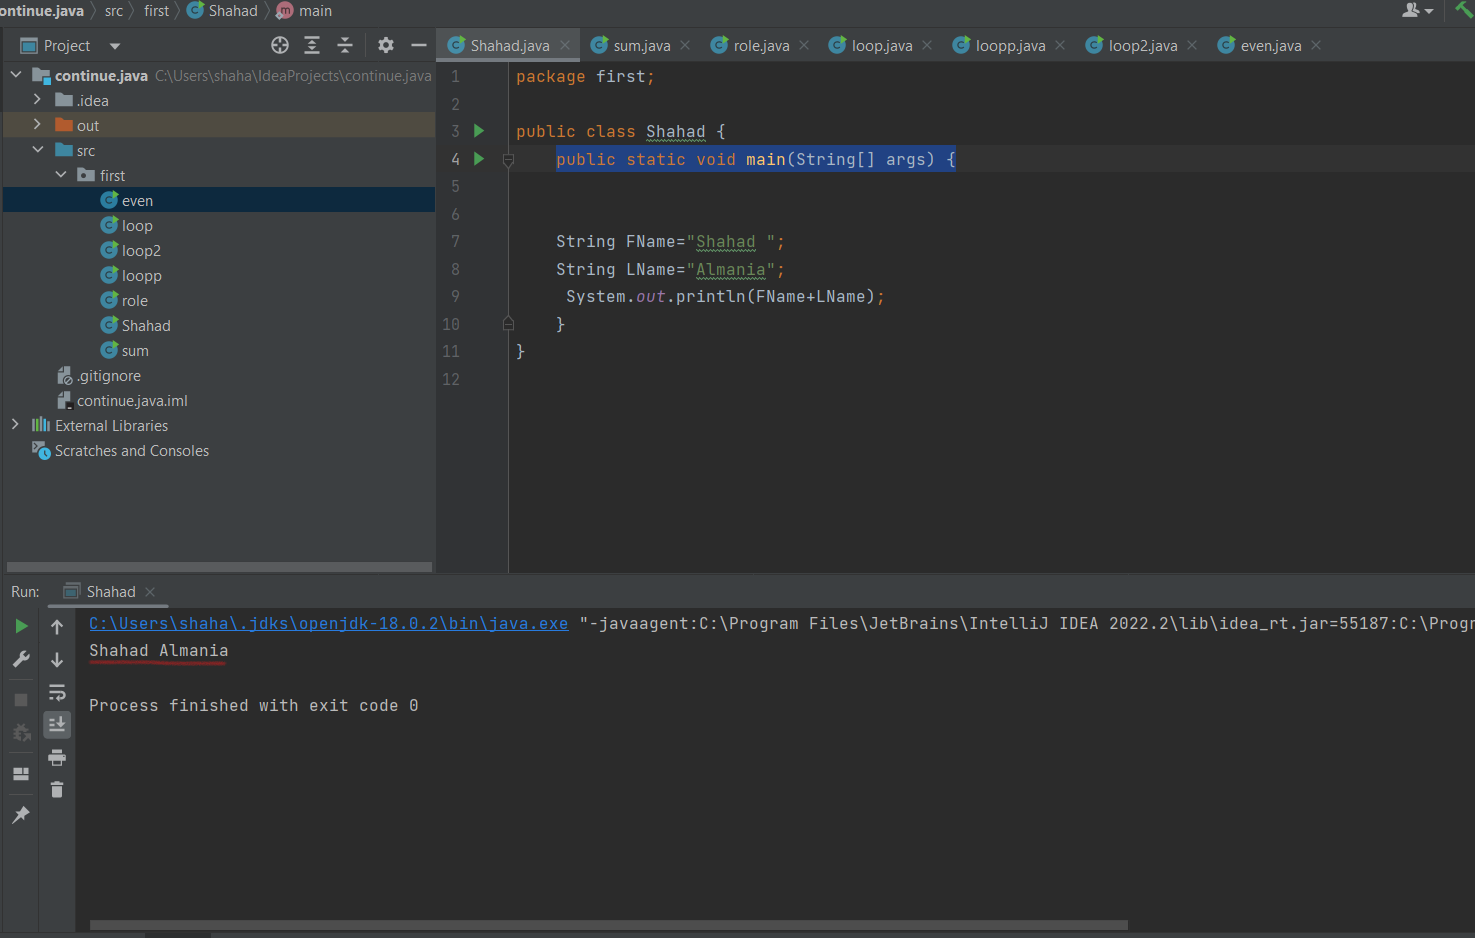 ontinue.java src first Shahad main
Project
Shahad.java sum.java role.java loop.java loopp.java loop2.java even.java
continue.java C:\Users\shaha\IdeaProjects\continue.java
.idea
out
src
first
even
loop
loop2
loopp
role
Shahad
sum
.gitignore
continue.java.iml
External Libraries
Scratches and Consoles
1 package first;
2
3 public class Shahad {
4 public static void main(String[] args) {
5
6
7 String FName="Shahad ";
8 String LName="Almania";
9 System.out.println(FName+LName);
10 }
11 }
12
Run: Shahad
C:\Users\shaha\.jdks\openjdk-18.0.2\bin\java.exe "-javaagent:C:\Program Files\JetBrains\IntelliJ IDEA 2022.2\lib\idea_rt.jar=55187:C:\Progr
Shahad Almania
Process finished with exit code 0